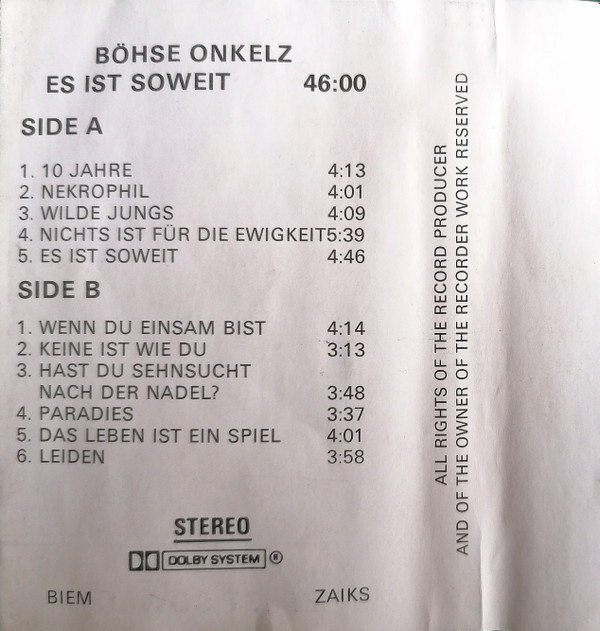 BÖHSE ONKELZ
ES IST SOWEIT 46:00
SIDE A
1. 10 JAHRE 4:13
2. NEKROPHIL 4:01
3. WILDE JUNGS 4:09
4. NICHTS IST FÜR DIE EWIGKEIT5:39
5. ES IST SOWEIT 4:46
SIDE B
1. WENN DU EINSAM BIST 4:14
2. KEINE IST WIE DU 3:13
3. HAST DU SEHNSUCHT
NACH DER NADEL? 3:48
4. PARADIES 3:37
5. DAS LEBEN IST EIN SPIEL 4:01
6. LEIDEN 3:58
STEREO
DOLBY SYSTEM ®
BIEM ZAIKS
ALL RIGHTS OF THE RECORD PRODUCER
AND OF THE OWNER OF THE RECORDER WORK RESERVED